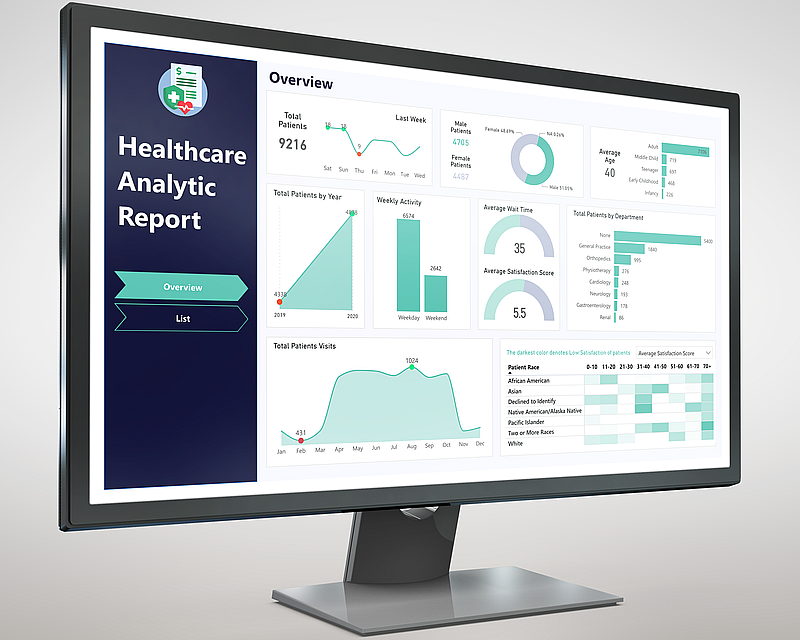 Healthcare
Analytic
Report
Overview
List
Overview
Total
Patients
9216
Last Week
18
18
9
Sat Sun Thu Fri Mon Tue Wed
Male
Patients
4705
Female
Patients
4487
Female 48.69%
NA 0.26%
Male 51.05%
Average
Age
40
Adult
Middle Child 719
Teenager 697
Early Childhood 468
Infancy 226
Total Patients by Year
4338
4878
2019 2020
Weekly Activity
6574
2642
Weekday Weekend
Average Wait Time
35
Average Satisfaction Score
5.5
Total Patients by Department
None 5400
General Practice 1840
Orthopedics 995
Physiotherapy 276
Cardiology 248
Neurology 193
Gastroenterology 178
Renal 86
Total Patients Visits
431
1024
Jan Feb Mar Apr May Jun Jul Aug Sep Oct Nov Dec
The darkest color denotes Low Satisfaction of patients
Average Satisfaction Score
Patient Race 0-10 11-20 21-30 31-40 41-50 51-60 61-70 70+
African American
Asian
Declined to Identify
Native American/Alaska Native
Pacific Islander
Two or More Races
White